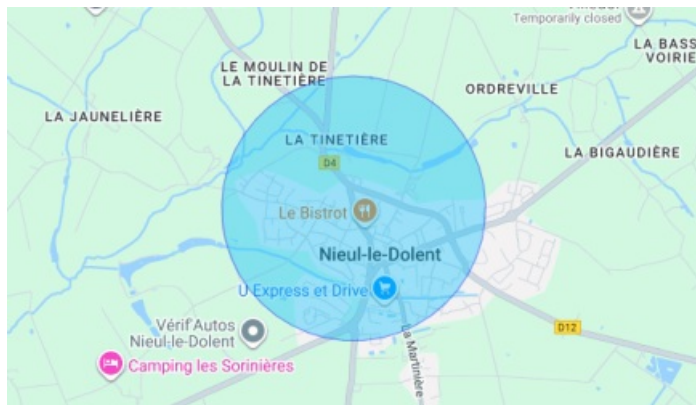 Temporarily closed
LA BASS
VOIRIE
LE MOULIN DE
LA TINETIÈRE
ORDREVILLE
LA JAUNELIÈRE
LA TINETIÈRE
LA BIGAUDIÈRE
D4
Le Bistrot
Nieul-le-Dolent
U Express et Drive
Vérif'Autos
Nieul-le-Dolent
D12
La Martinière
Camping les Sorinières